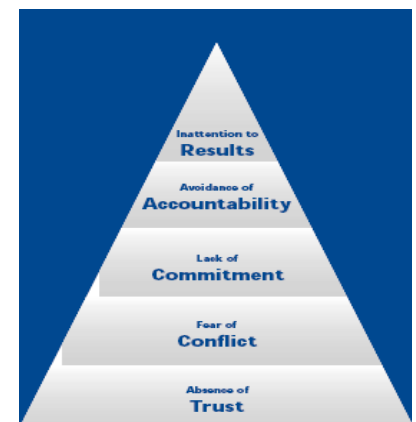 Inattention to
Results
Avoidance of
Accountability
Lack of
Commitment
Fear of
Conflict
Absence of
Trust